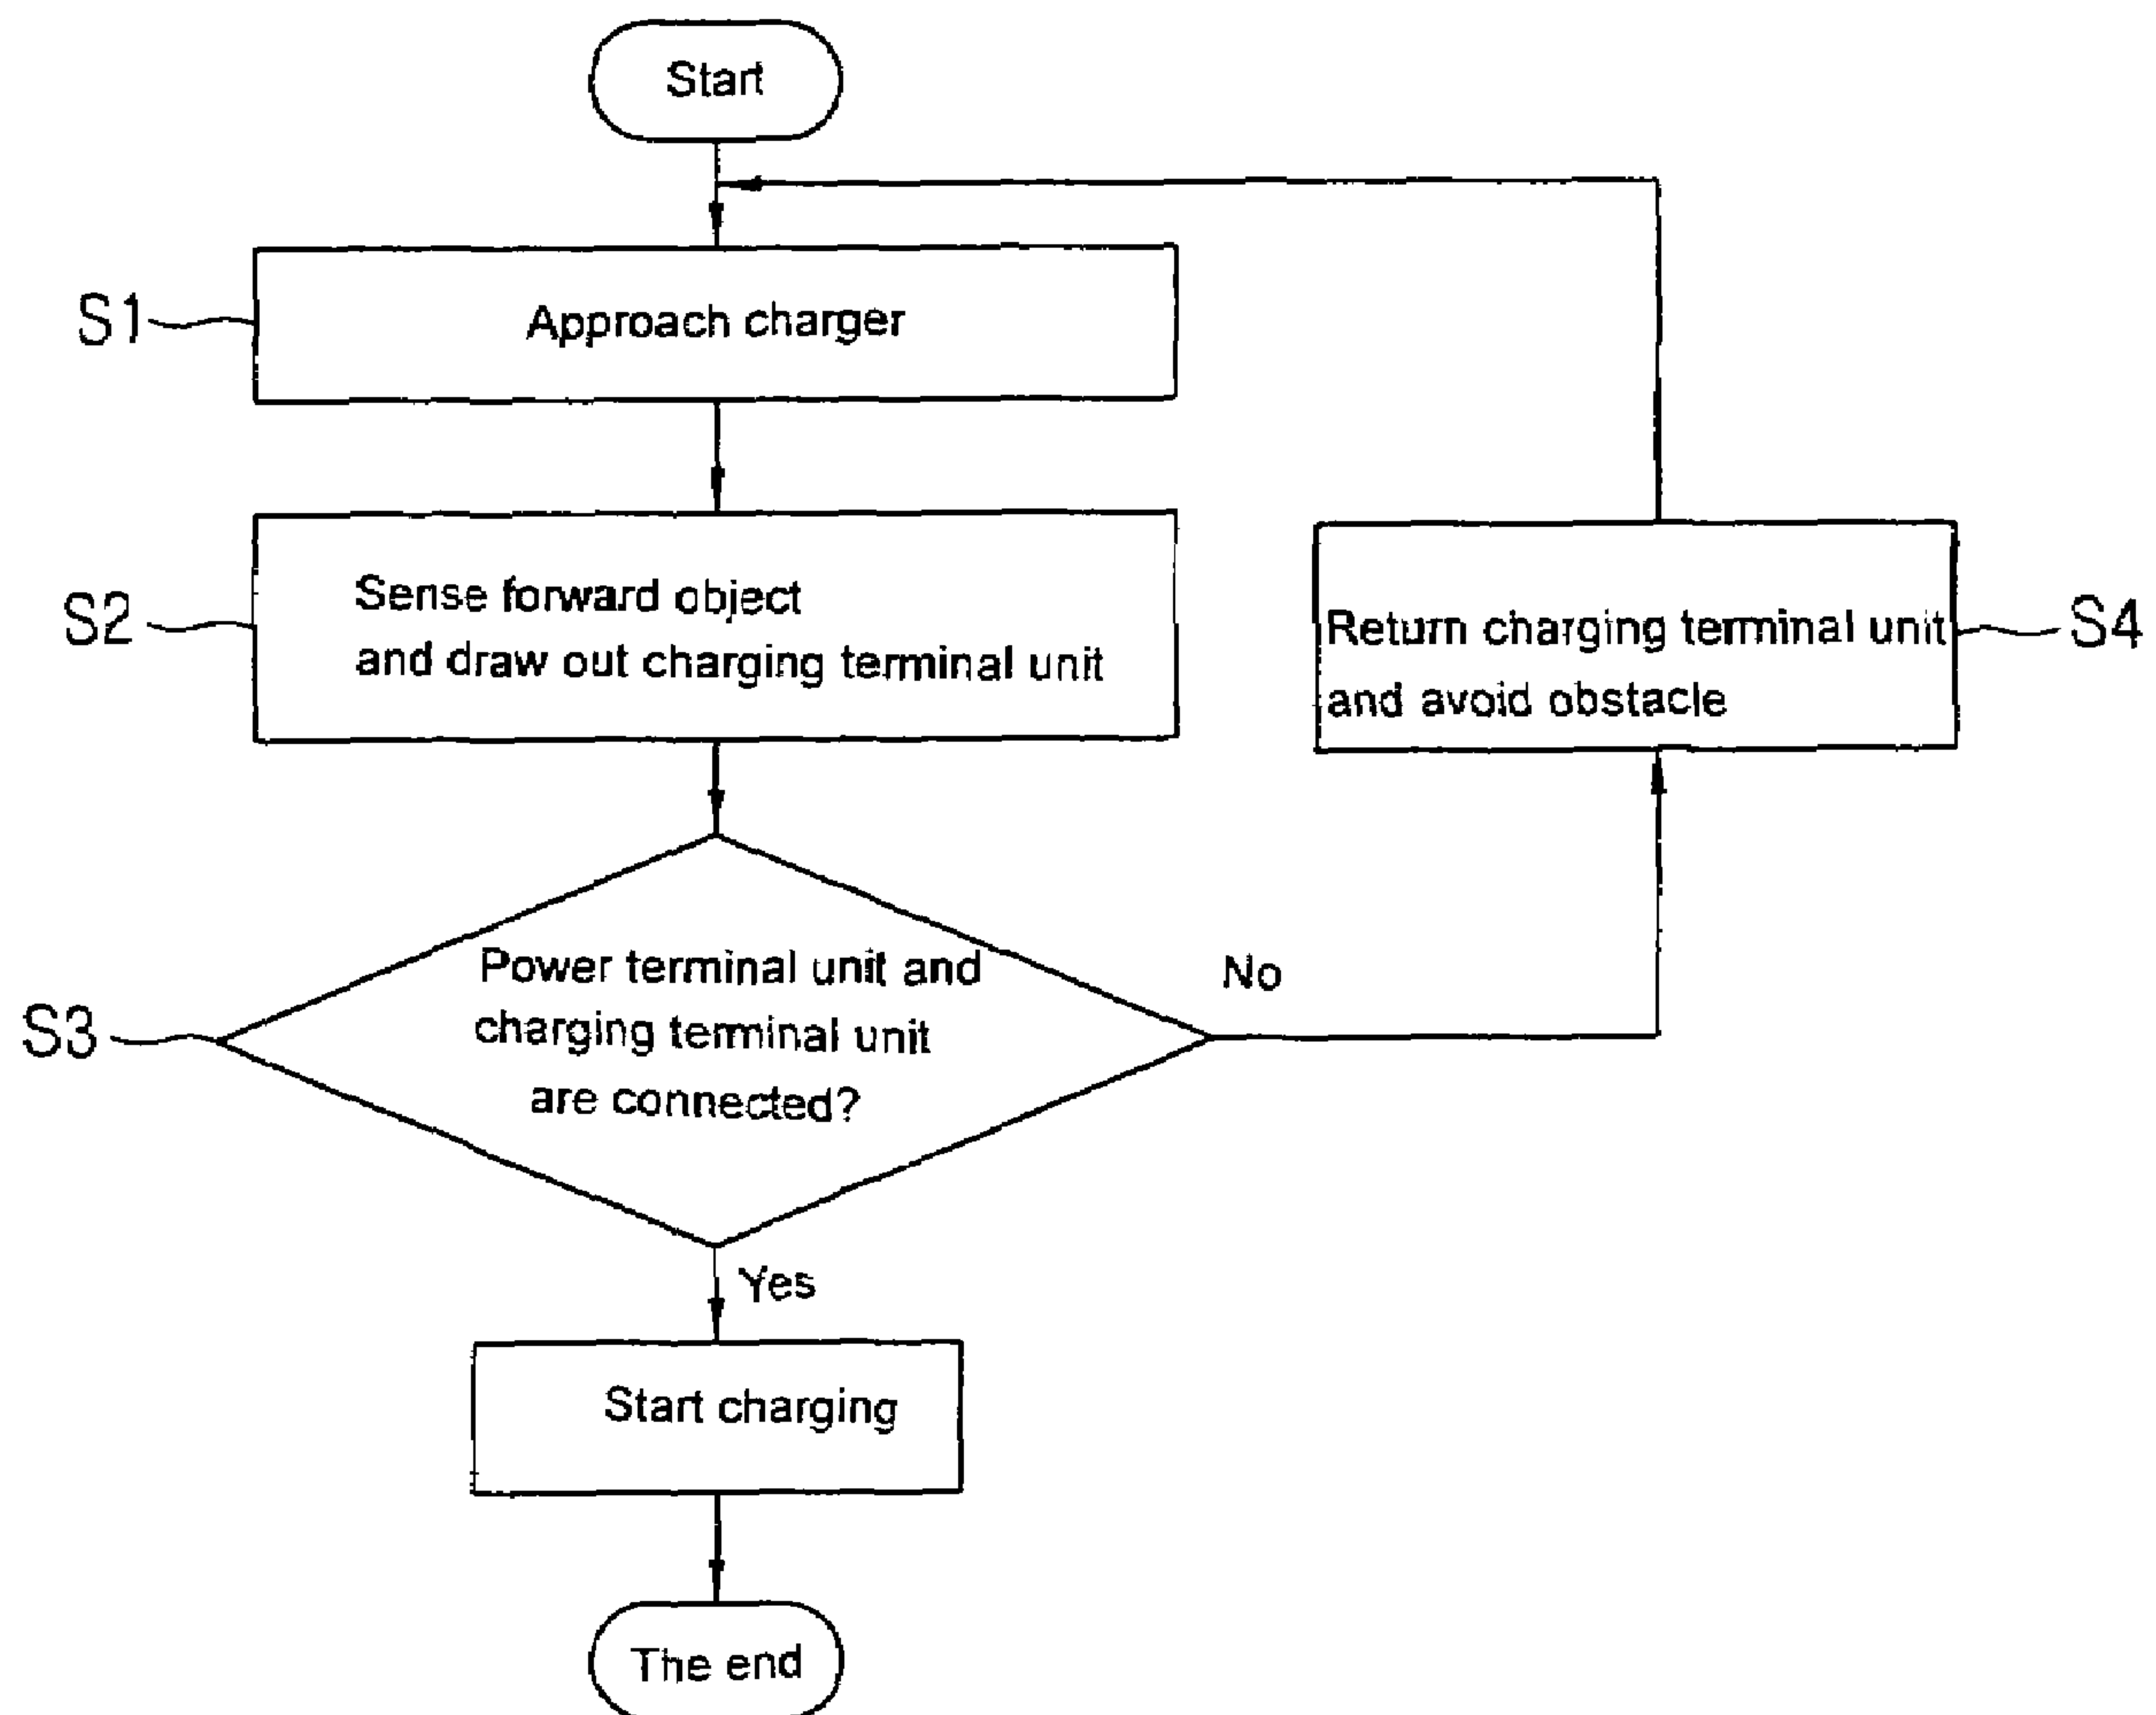 Start
S1
Approach charger
S2
Sense forward object
and draw out charging terminal unit
Return charging terminal unit
and avoid obstacle
S4
S3
Power terminal unit and
charging terminal unit
are connected?
No
Yes
Start charging
The end